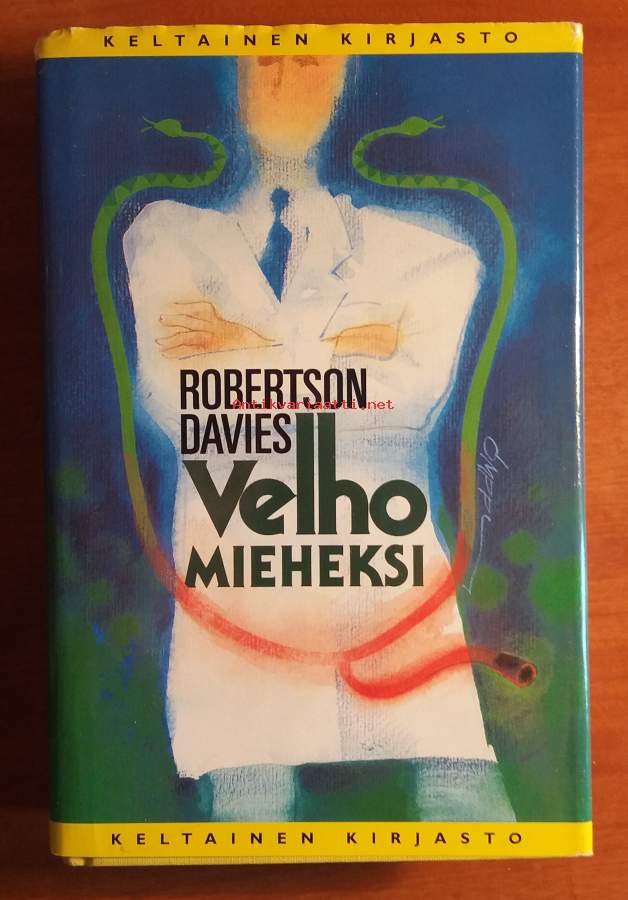 KELTAINEN KIRJASTO
ROBERTSON
Antikvariaatti.net
DAVIES
Velho
MIEHEKSI
KELTAINEN KIRJASTO